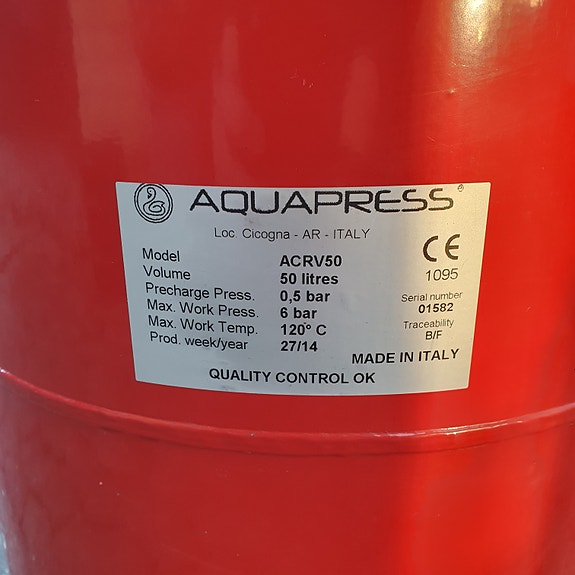 AQUAPRESS®
Loc. Cicogna - AR - ITALY
Model ACRV50
Volume 50 litres
Precharge Press. 0,5 bar
Max. Work Press. 6 bar
Max. Work Temp. 120° C
Prod. week/year 27/14
CE
1095
Serial number
01582
Traceability
B/F
MADE IN ITALY
QUALITY CONTROL OK